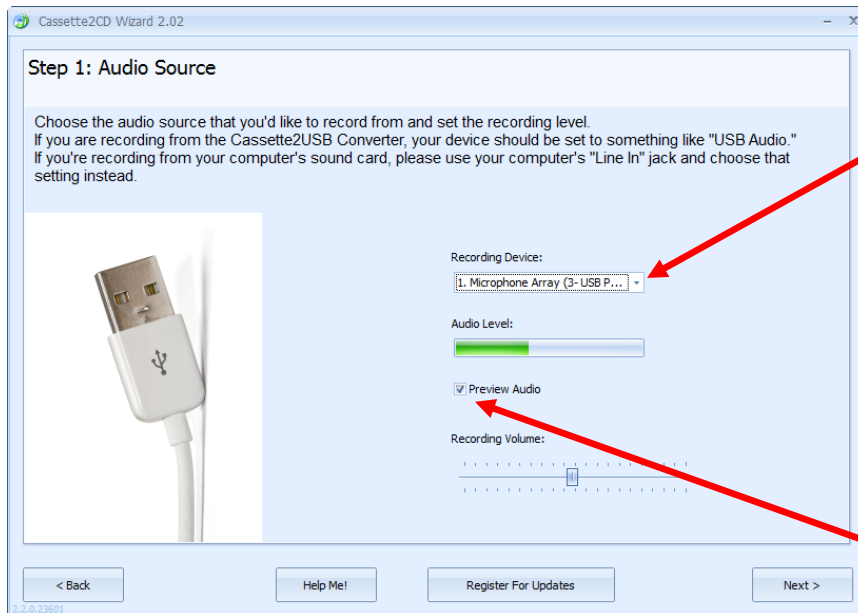 Cassette2CD Wizard 2.02
Step 1: Audio Source
Choose the audio source that you'd like to record from and set the recording level.
If you are recording from the Cassette2USB Converter, your device should be set to something like "USB Audio."
If you're recording from your computer's sound card, please use your computer's "Line In" jack and choose that
setting instead.
Recording Device:
1. Microphone Array (3- USB P...
Audio Level:
Preview Audio
Recording Volume:
< Back
Help Me!
Register For Updates
Next >
2.2.0.23601